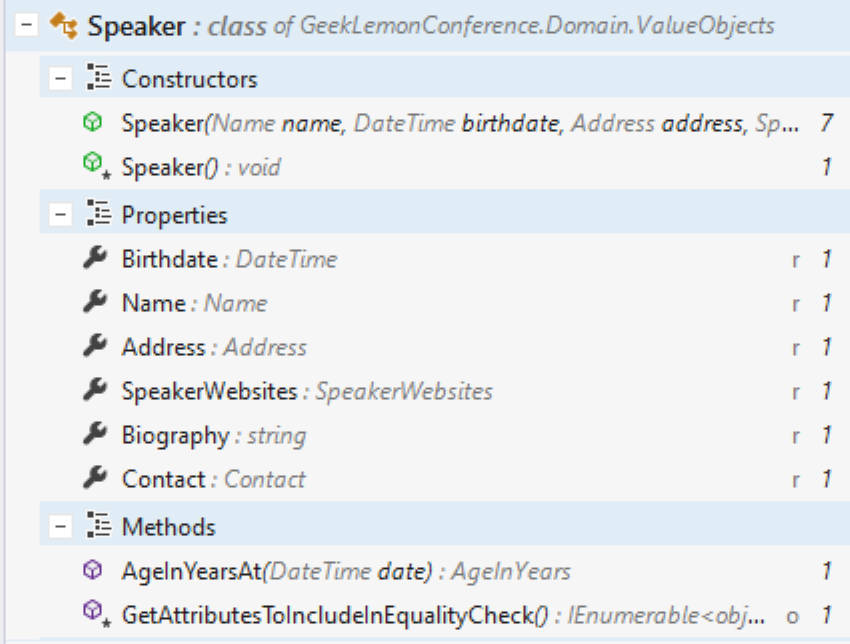 Speaker : class of GeekLemonConference.Domain.ValueObjects
Constructors
Speaker(Name name, DateTime birthdate, Address address, Sp... 7
Speaker() : void 1
Properties
Birthdate : DateTime r 1
Name : Name r 1
Address : Address r 1
SpeakerWebsites : SpeakerWebsites r 1
Biography : string r 1
Contact : Contact r 1
Methods
AgeInYearsAt(DateTime date) : AgeInYears 1
GetAttributesToIncludeInEqualityCheck() : IEnumerable<obj... o 1